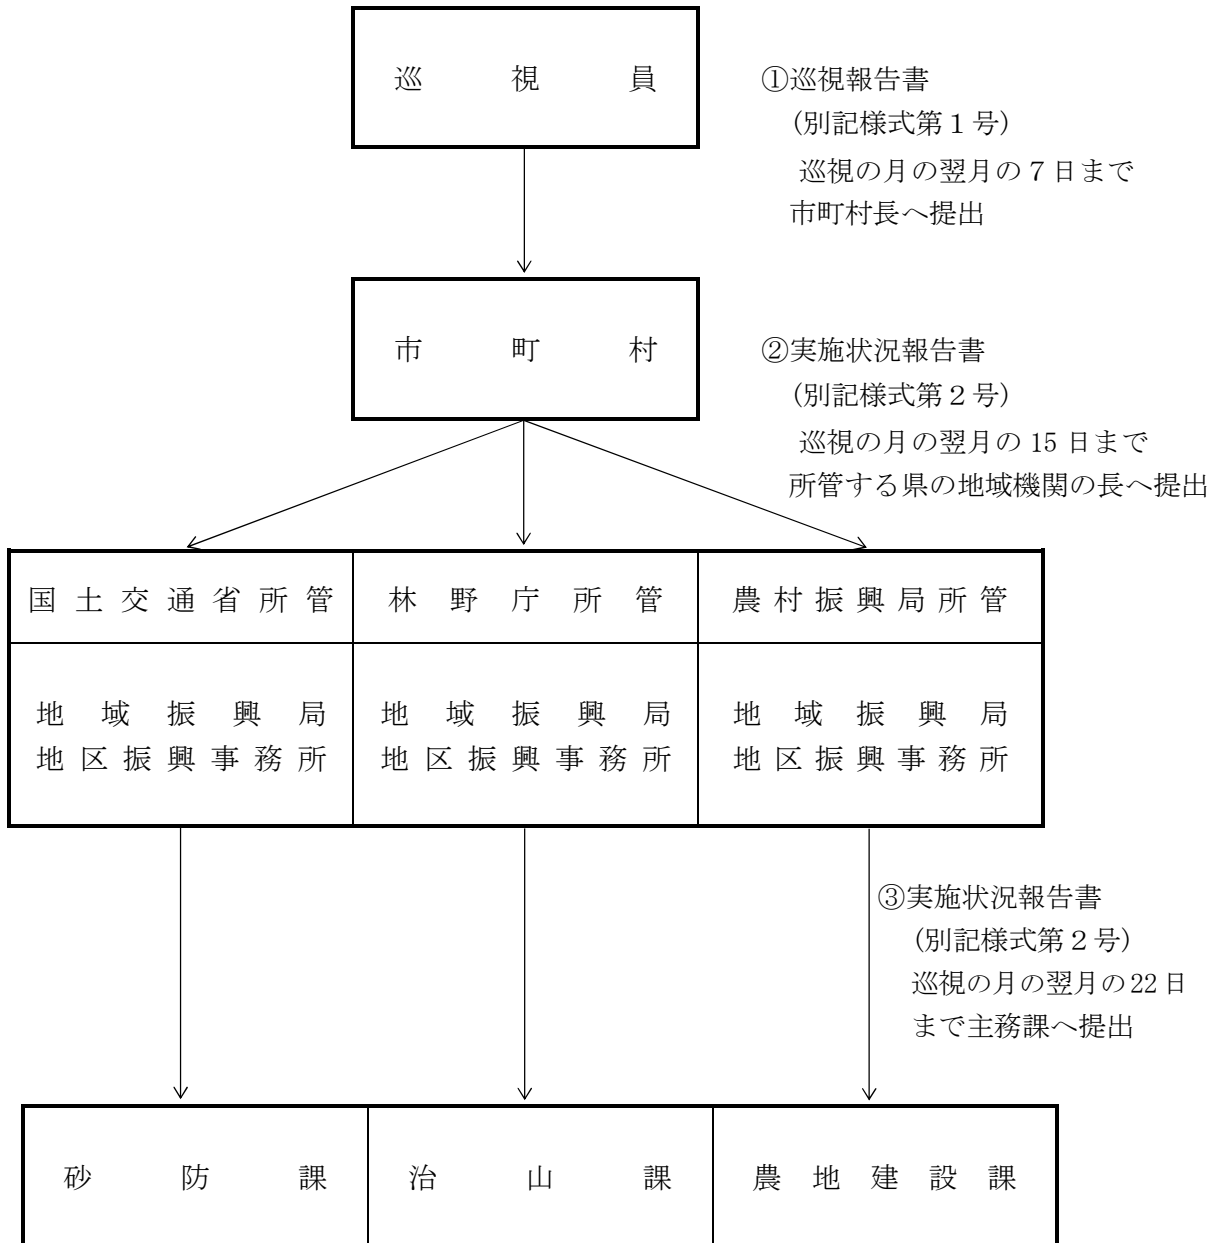 巡視員
①巡視報告書
(別記様式第1号)
巡視の月の翌月の7日まで
市町村長へ提出
市町村
②実施状況報告書
(別記様式第2号)
巡視の月の翌月の 15 日まで
所管する県の地域機関の長へ提出
国土交通省所管
林野庁所管
農村振興局所管
地域振興局
地区振興事務所
地域振興局
地区振興事務所
地域振興局
地区振興事務所
③実施状況報告書
(別記様式第2号)
巡視の月の翌月の22日
まで主務課へ提出
砂防課
治山課
農地建設課